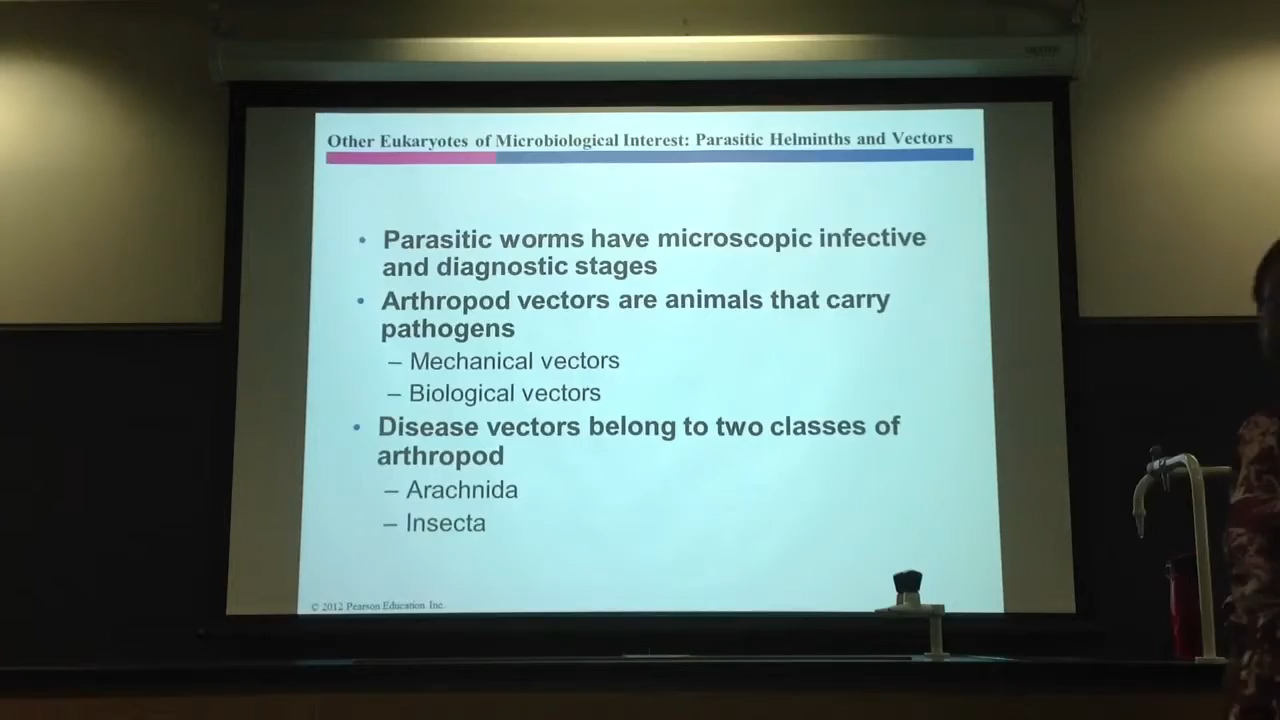 Other Eukaryotes of Microbiological Interest: Parasitic Helminths and Vectors
• Parasitic worms have microscopic infective
and diagnostic stages
• Arthropod vectors are animals that carry
pathogens
– Mechanical vectors
– Biological vectors
• Disease vectors belong to two classes of
arthropod
– Arachnida
– Insecta
© 2012 Pearson Education Inc.